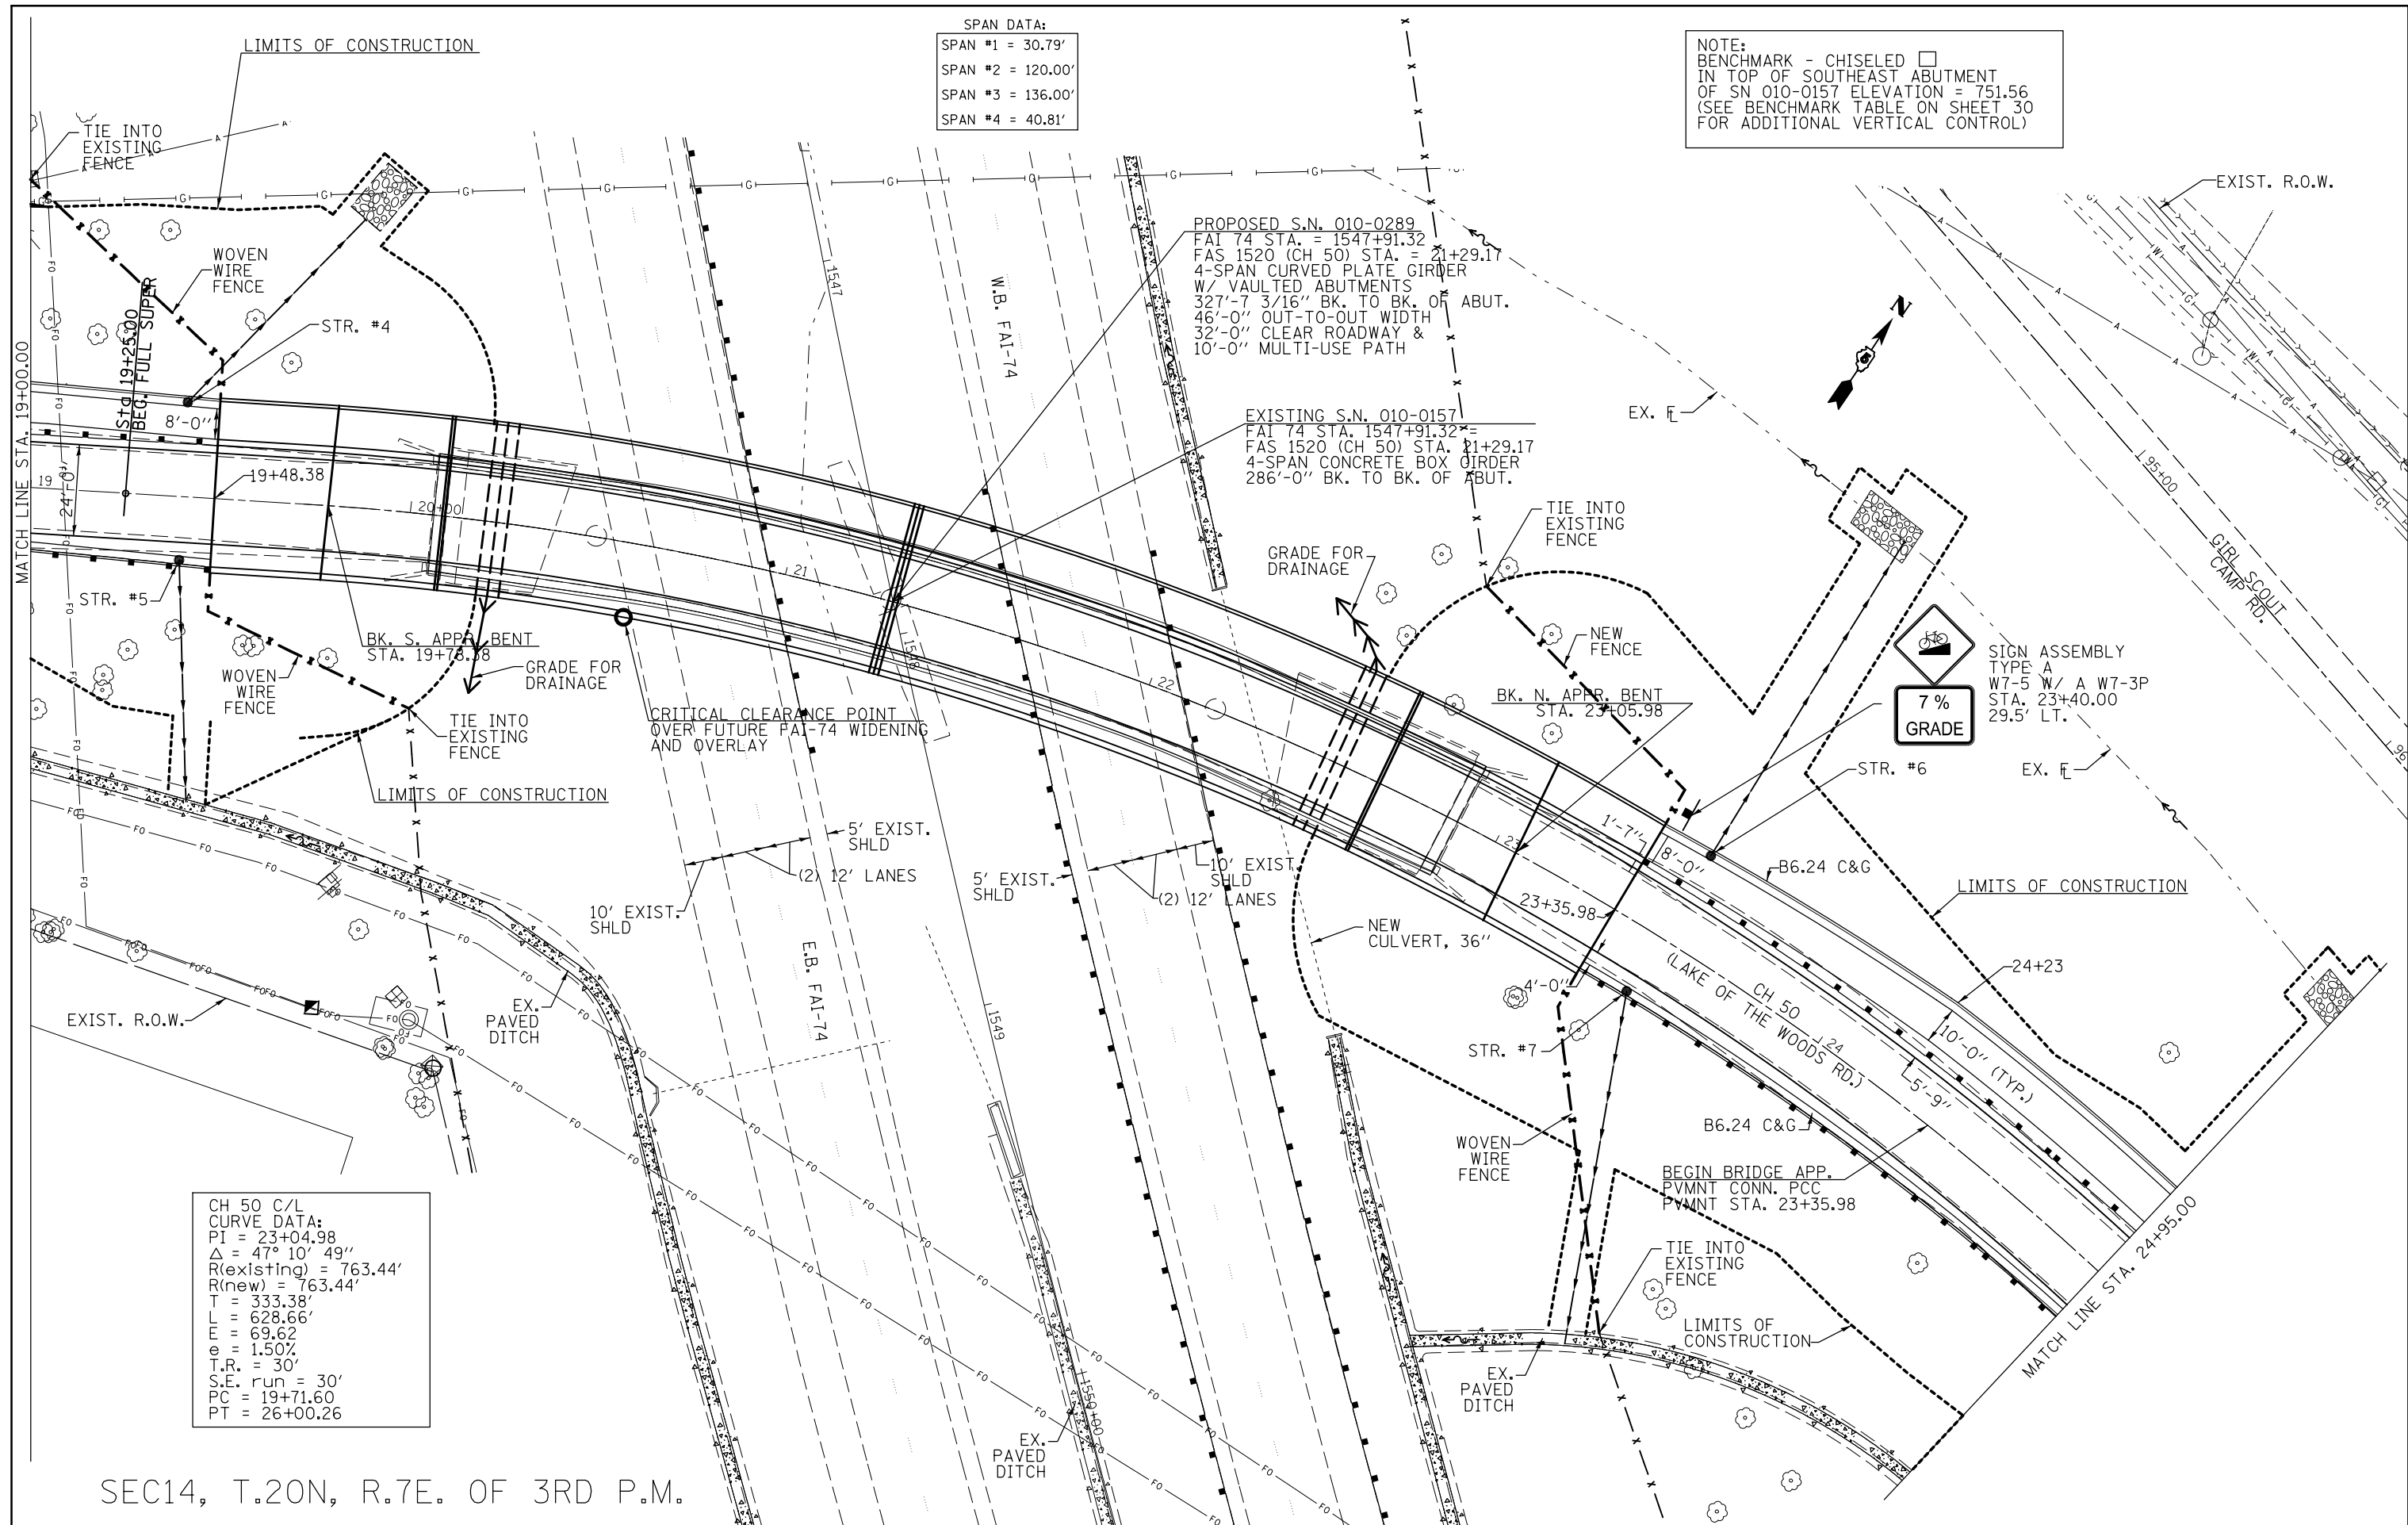 SPAN DATA:
SPAN #1 = 30.79'
SPAN #2 = 120.00'
SPAN #3 = 136.00'
SPAN #4 = 40.81'
NOTE:
BENCHMARK - CHISELED □
IN TOP OF SOUTHEAST ABUTMENT
OF SN 010-0157 ELEVATION = 751.56
(SEE BENCHMARK TABLE ON SHEET 30
FOR ADDITIONAL VERTICAL CONTROL)
LIMITS OF CONSTRUCTION
TIE INTO
EXISTING
FENCE
WOVEN
WIRE
FENCE
STR. #4
MATCH LINE STA. 19+00.00
Sta 19+25.00
BEG. FULL SUPER
8'-0"
24'-0"
19
19+48.38
20+00
21
22
23
24
STR. #5
BK. S. APPR. BENT
STA. 19+78.38
WOVEN
WIRE
FENCE
GRADE FOR
DRAINAGE
TIE INTO
EXISTING
FENCE
LIMITS OF CONSTRUCTION
CRITICAL CLEARANCE POINT
OVER FUTURE FAI-74 WIDENING
AND OVERLAY
PROPOSED S.N. 010-0289
FAI 74 STA. = 1547+91.32
FAS 1520 (CH 50) STA. = 21+29.17
4-SPAN CURVED PLATE GIRDER
W/ VAULTED ABUTMENTS
327'-7 3/16" BK. TO BK. OF ABUT.
46'-0" OUT-TO-OUT WIDTH
32'-0" CLEAR ROADWAY &
10'-0" MULTI-USE PATH
EXISTING S.N. 010-0157
FAI 74 STA. 1547+91.32 =
FAS 1520 (CH 50) STA. 21+29.17
4-SPAN CONCRETE BOX GIRDER
286'-0" BK. TO BK. OF ABUT.
1547
1548
1549
1550+00
W.B. FAI-74
E.B. FAI-74
N
EXIST. R.O.W.
EX. F̵L
GIRL SCOUT
CAMP RD.
95+00
96
TIE INTO
EXISTING
FENCE
GRADE FOR
DRAINAGE
NEW
FENCE
BK. N. APPR. BENT
STA. 23+05.98
7 %
GRADE
SIGN ASSEMBLY
TYPE A
W7-5 W/ A W7-3P
STA. 23+40.00
29.5' LT.
STR. #6
EX. F̵L
B6.24 C&G
LIMITS OF CONSTRUCTION
24+23
10'-0" (TYP.)
5'-9"
1'-7"
8'-0"
23+35.98
4'-0"
CH 50
(LAKE OF THE WOODS RD.)
5' EXIST.
SHLD
(2) 12' LANES
10' EXIST.
SHLD
5' EXIST.
SHLD
10' EXIST.
SHLD
(2) 12' LANES
NEW
CULVERT, 36"
STR. #7
B6.24 C&G
WOVEN
WIRE
FENCE
BEGIN BRIDGE APP.
PVMNT CONN. PCC
PVMNT STA. 23+35.98
TIE INTO
EXISTING
FENCE
LIMITS OF
CONSTRUCTION
MATCH LINE STA. 24+95.00
EX.
PAVED
DITCH
EX.
PAVED
DITCH
EX.
PAVED
DITCH
EXIST. R.O.W.
CH 50 C/L
CURVE DATA:
PI = 23+04.98
Δ = 47° 10' 49"
R(existing) = 763.44'
R(new) = 763.44'
T = 333.38'
L = 628.66'
E = 69.62
e = 1.50%
T.R. = 30'
S.E. run = 30'
PC = 19+71.60
PT = 26+00.26
SEC14, T.20N, R.7E. OF 3RD P.M.